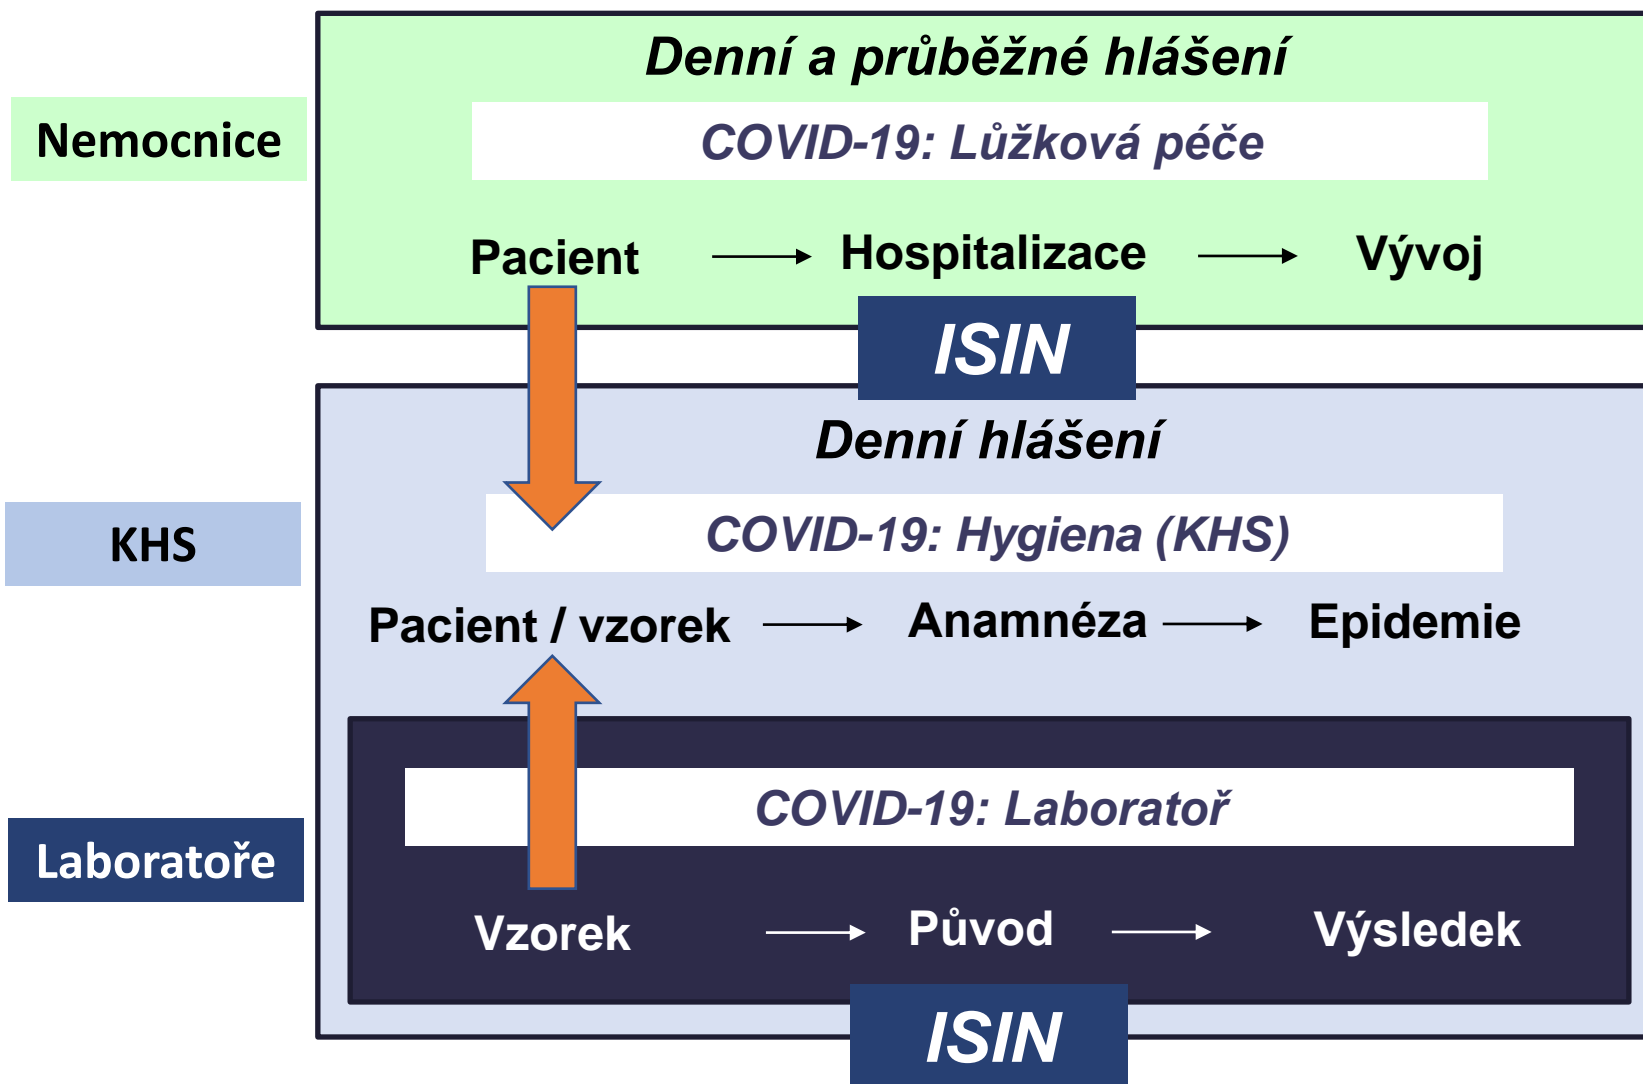 Denní a průběžné hlášení
Nemocnice
COVID-19: Lůžková péče
Pacient Hospitalizace Vývoj
ISIN
Denní hlášení
KHS
COVID-19: Hygiena (KHS)
Pacient / vzorek Anamnéza Epidemie
COVID-19: Laboratoř
Laboratoře
Vzorek Původ Výsledek
ISIN